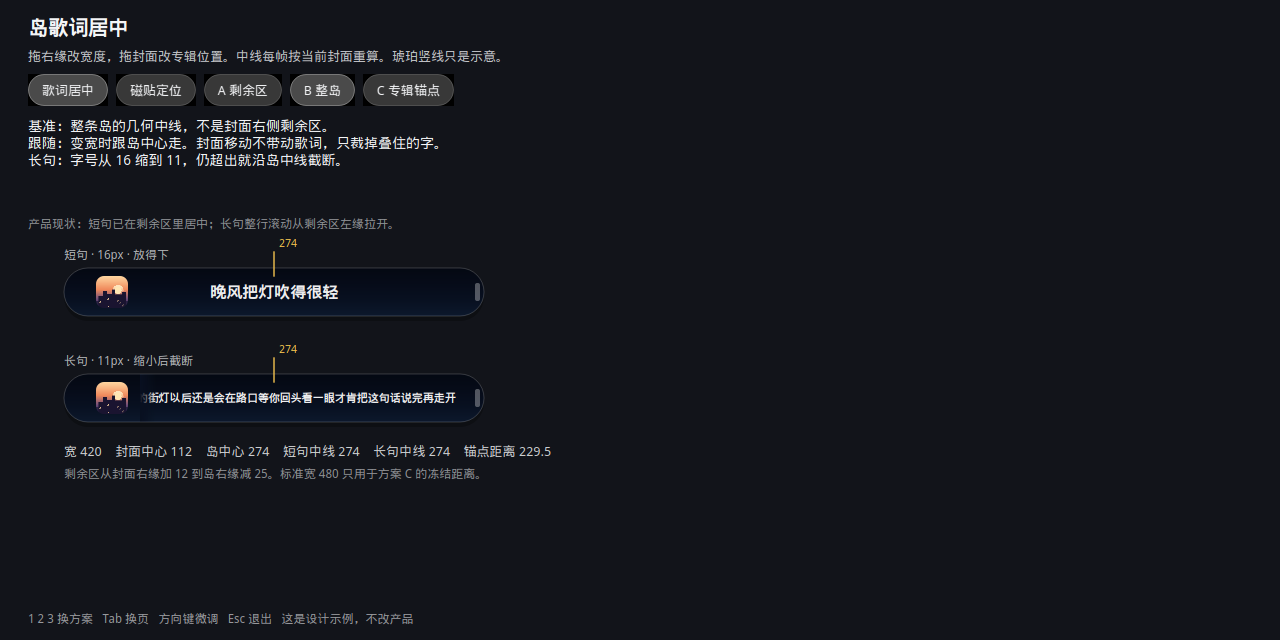 岛歌词居中
拖右缘改宽度，拖封面改专辑位置。中线每帧按当前封面重算。琥珀竖线只是示意。
歌词居中 磁贴定位 A 剩余区 B 整岛 C 专辑锚点
基准：整条岛的几何中线，不是封面右侧剩余区。
跟随：变宽时跟岛中心走。封面移动不带动歌词，只裁掉叠住的字。
长句：字号从 16 缩到 11，仍超出就沿岛中线截断。
产品现状：短句已在剩余区里居中；长句整行滚动从剩余区左缘拉开。
274
短句 · 16px · 放得下
晚风把灯吹得很轻
274
长句 · 11px · 缩小后截断
街灯以后还是会在路口等你回头看一眼才肯把这句话说完再走开
宽 420 封面中心 112 岛中心 274 短句中线 274 长句中线 274 锚点距离 229.5
剩余区从封面右缘加 12 到岛右缘减 25。标准宽 480 只用于方案 C 的冻结距离。
1 2 3 换方案 Tab 换页 方向键微调 Esc 退出 这是设计示例，不改产品